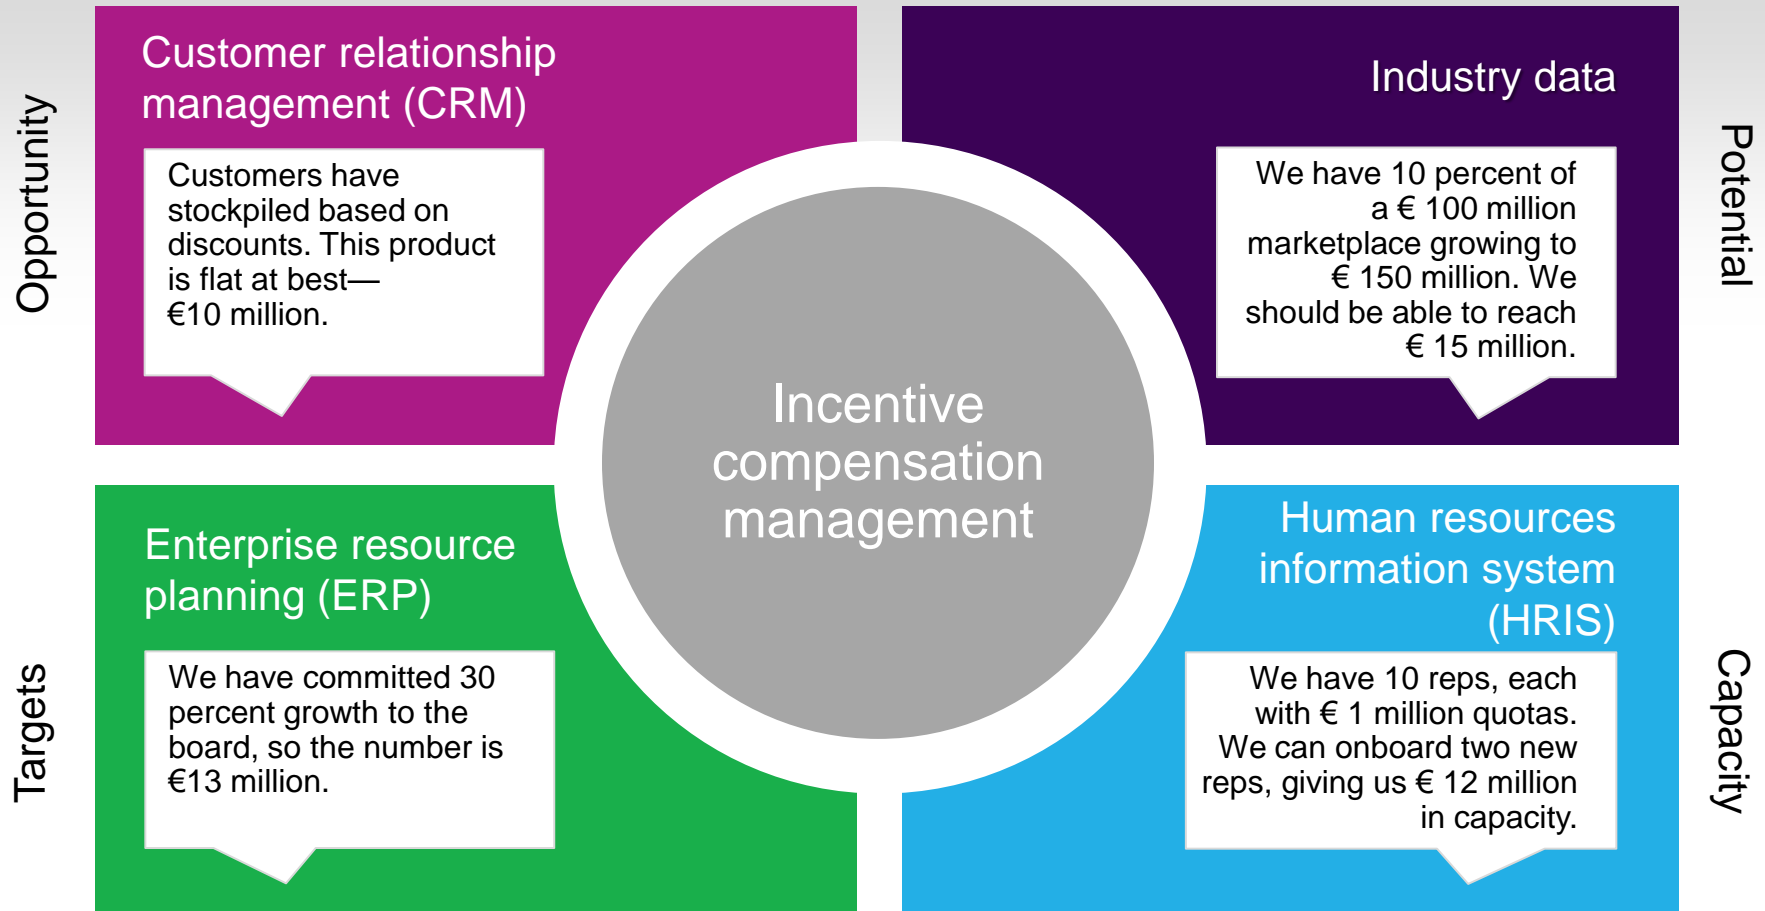 Opportunity
Customer relationship
management (CRM)
Customers have
stockpiled based on
discounts. This product
is flat at best—
€10 million.
Industry data
We have 10 percent of
a € 100 million
marketplace growing to
€ 150 million. We
should be able to reach
€ 15 million.
Potential
Incentive
compensation
management
Targets
Enterprise resource
planning (ERP)
We have committed 30
percent growth to the
board, so the number is
€13 million.
Human resources
information system
(HRIS)
We have 10 reps, each
with € 1 million quotas.
We can onboard two new
reps, giving us € 12 million
in capacity.
Capacity